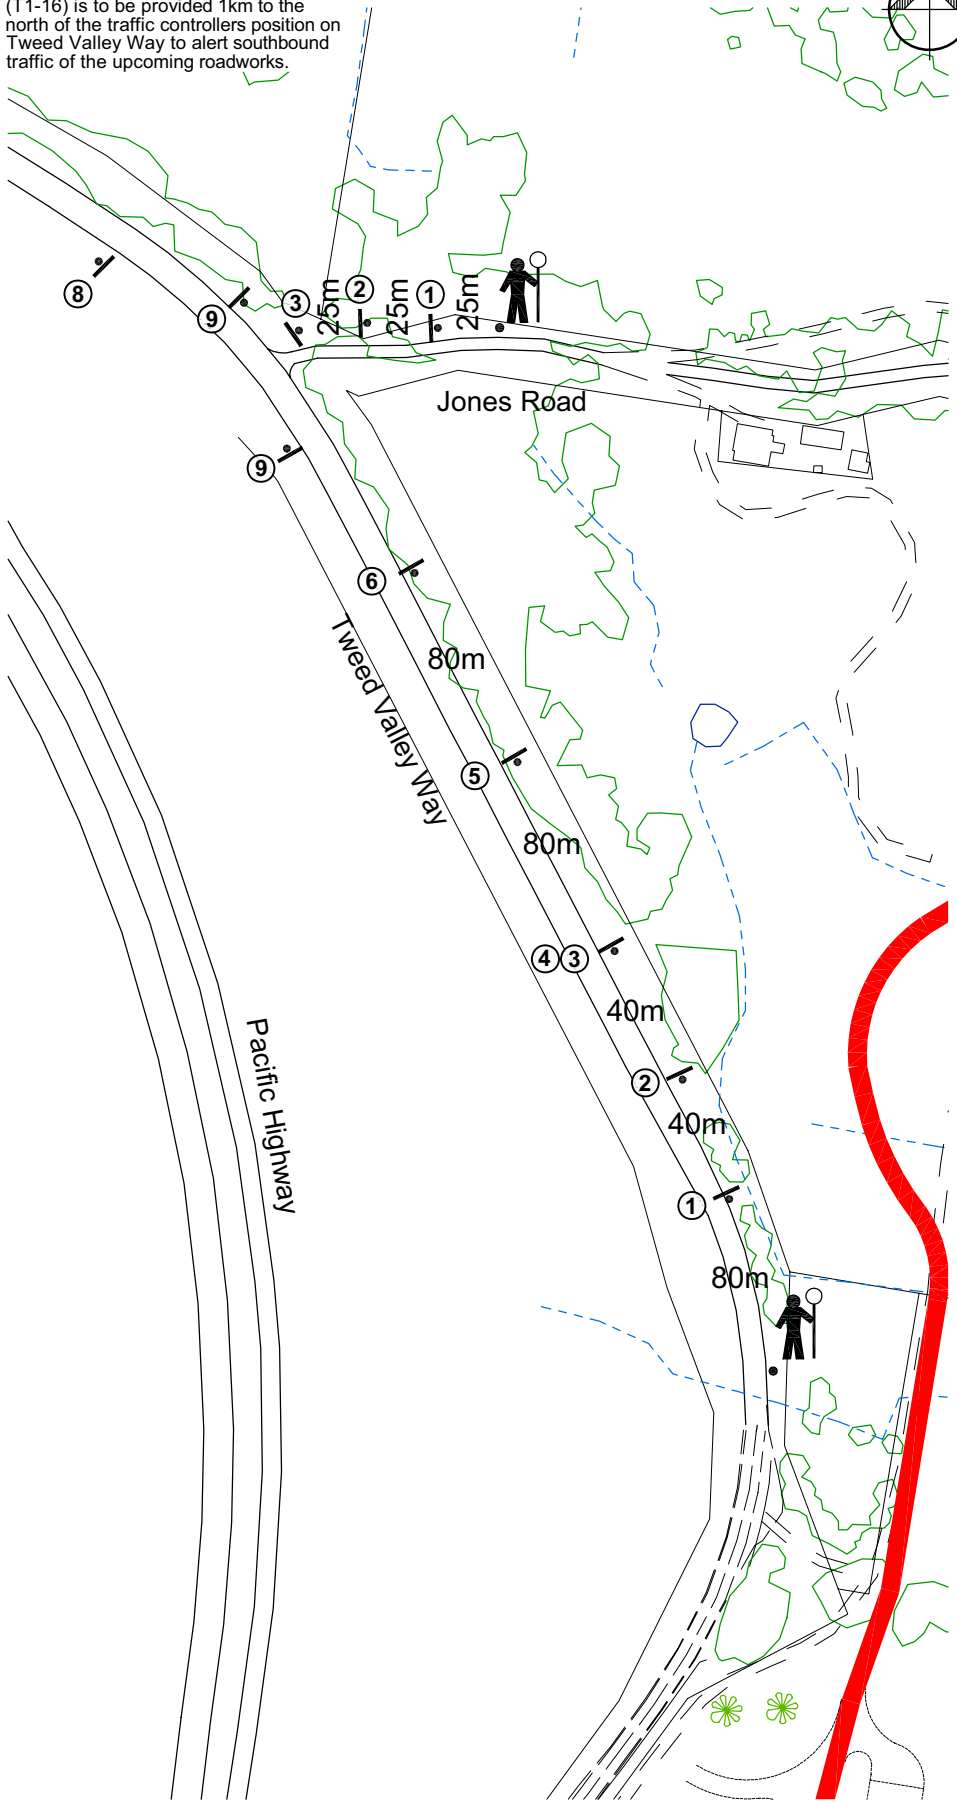 (T1-16) is to be provided 1km to the
north of the traffic controllers position on
Tweed Valley Way to alert southbound
traffic of the upcoming roadworks.
8
9
3
25m
2
25m
1
25m
Jones Road
9
6
80m
Tweed Valley Way
5
80m
4
3
40m
Pacific Highway
2
40m
1
80m